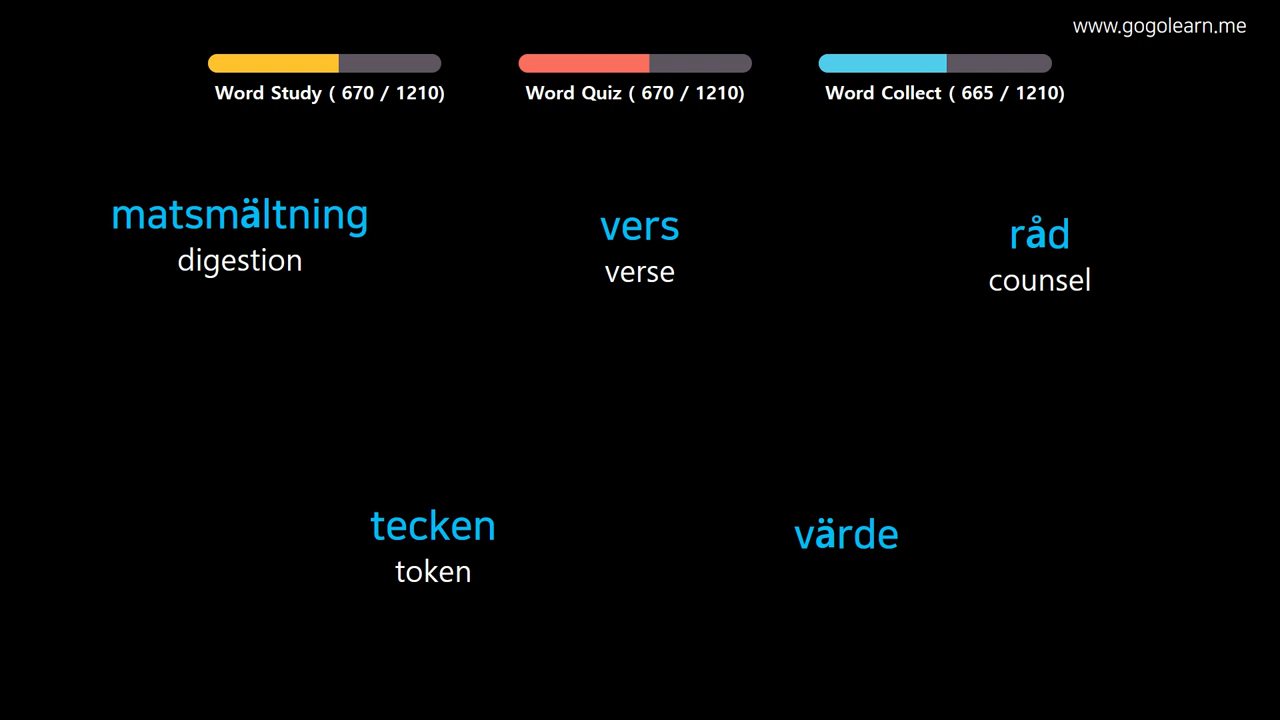 www.gogolearn.me
Word Study ( 670 / 1210)
Word Quiz ( 670 / 1210)
Word Collect ( 665 / 1210)
matsmältning
digestion
vers
verse
råd
counsel
tecken
token
värde